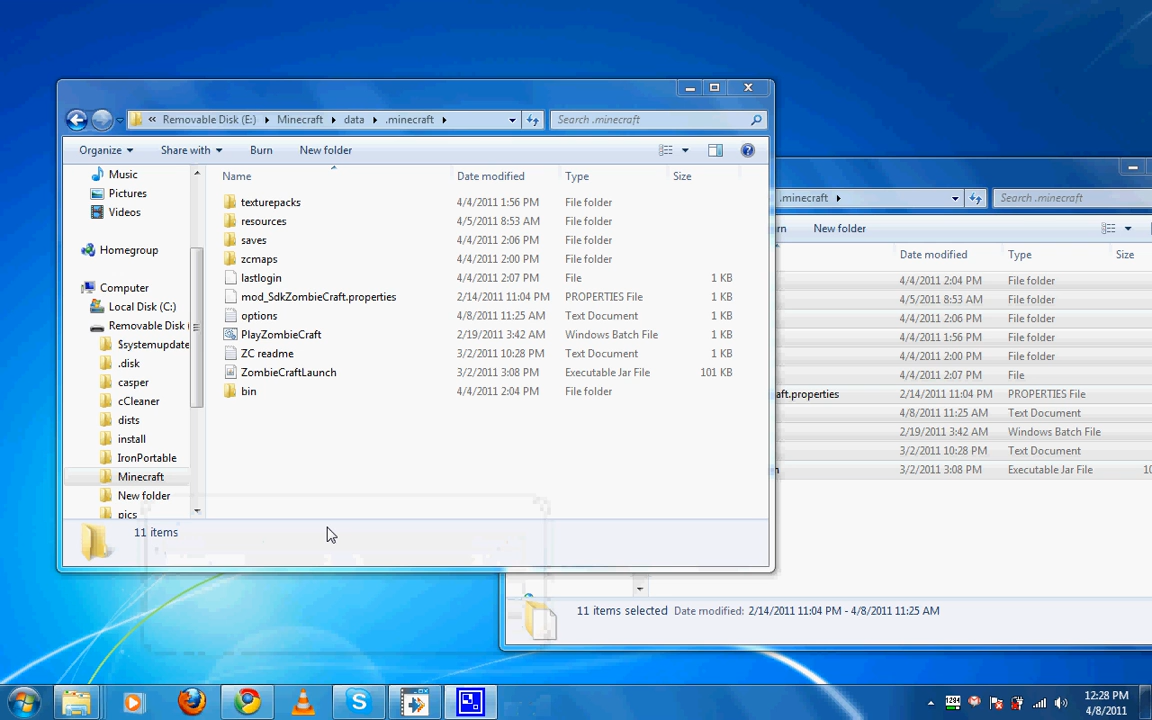 Removable Disk (E:) Minecraft data .minecraft Search .minecraft
Organize Share with Burn New folder
Name Date modified Type Size
Music
Pictures
Videos
Homegroup
Computer
Local Disk (C:)
Removable Disk
$systemupdate
.disk
casper
cCleaner
dists
install
IronPortable
Minecraft
New folder
pics
texturepacks 4/4/2011 1:56 PM File folder
resources 4/5/2011 8:53 AM File folder
saves 4/4/2011 2:06 PM File folder
zcmaps 4/4/2011 2:00 PM File folder
lastlogin 4/4/2011 2:07 PM File 1 KB
mod_SdkZombieCraft.properties 2/14/2011 11:04 PM PROPERTIES File 1 KB
options 4/8/2011 11:25 AM Text Document 1 KB
PlayZombieCraft 2/19/2011 3:42 AM Windows Batch File 1 KB
ZC readme 3/2/2011 10:28 PM Text Document 1 KB
ZombieCraftLaunch 3/2/2011 3:08 PM Executable Jar File 101 KB
bin 4/4/2011 2:04 PM File folder
11 items
.minecraft Search .minecraft
rn New folder
Date modified Type Size
4/4/2011 2:04 PM File folder
4/5/2011 8:53 AM File folder
4/4/2011 2:06 PM File folder
4/4/2011 1:56 PM File folder
4/4/2011 2:00 PM File folder
4/4/2011 2:07 PM File
aft.properties 2/14/2011 11:04 PM PROPERTIES File
4/8/2011 11:25 AM Text Document
2/19/2011 3:42 AM Windows Batch File
3/2/2011 10:28 PM Text Document
3/2/2011 3:08 PM Executable Jar File 10
11 items selected Date modified: 2/14/2011 11:04 PM - 4/8/2011 11:25 AM
12:28 PM
4/8/2011